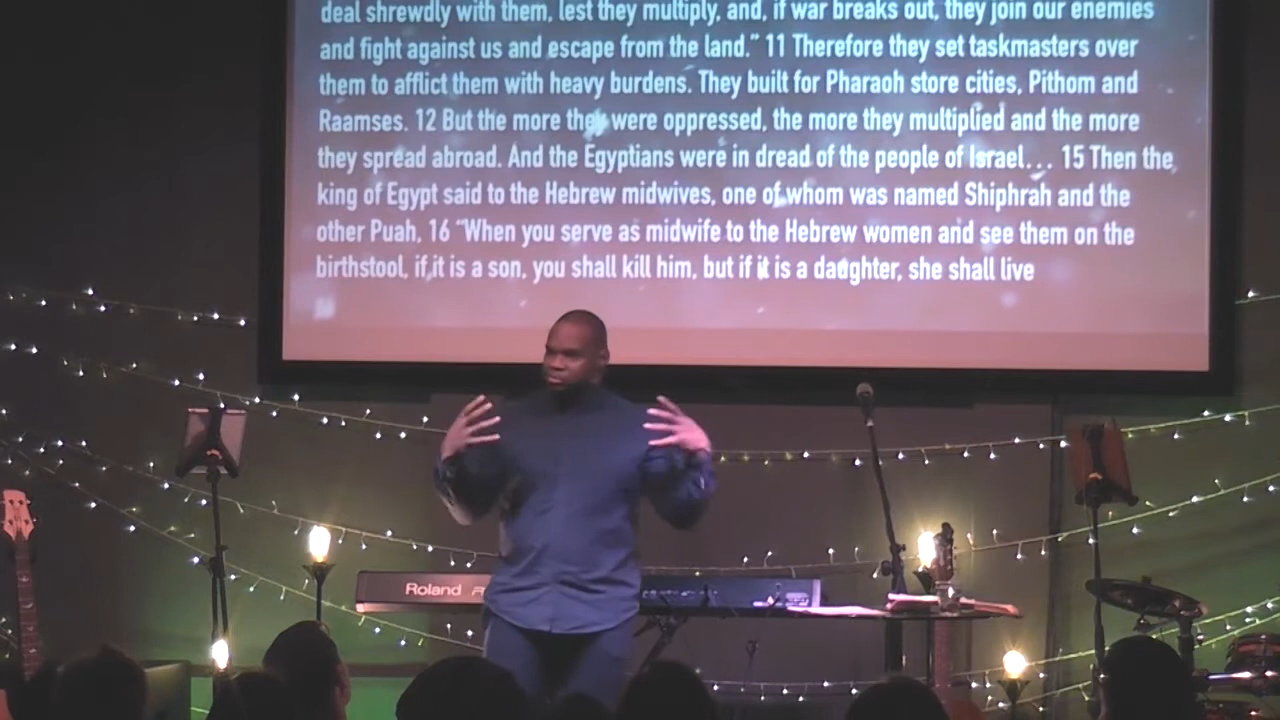 deal shrewdly with them, lest they multiply, and, if war breaks out, they join our enemies
and fight against us and escape from the land.” 11 Therefore they set taskmasters over
them to afflict them with heavy burdens. They built for Pharaoh store cities, Pithom and
Raamses. 12 But the more they were oppressed, the more they multiplied and the more
they spread abroad. And the Egyptians were in dread of the people of Israel… 15 Then the
king of Egypt said to the Hebrew midwives, one of whom was named Shiphrah and the
other Puah, 16 “When you serve as midwife to the Hebrew women and see them on the
birthstool, if it is a son, you shall kill him, but if it is a daughter, she shall live
Roland